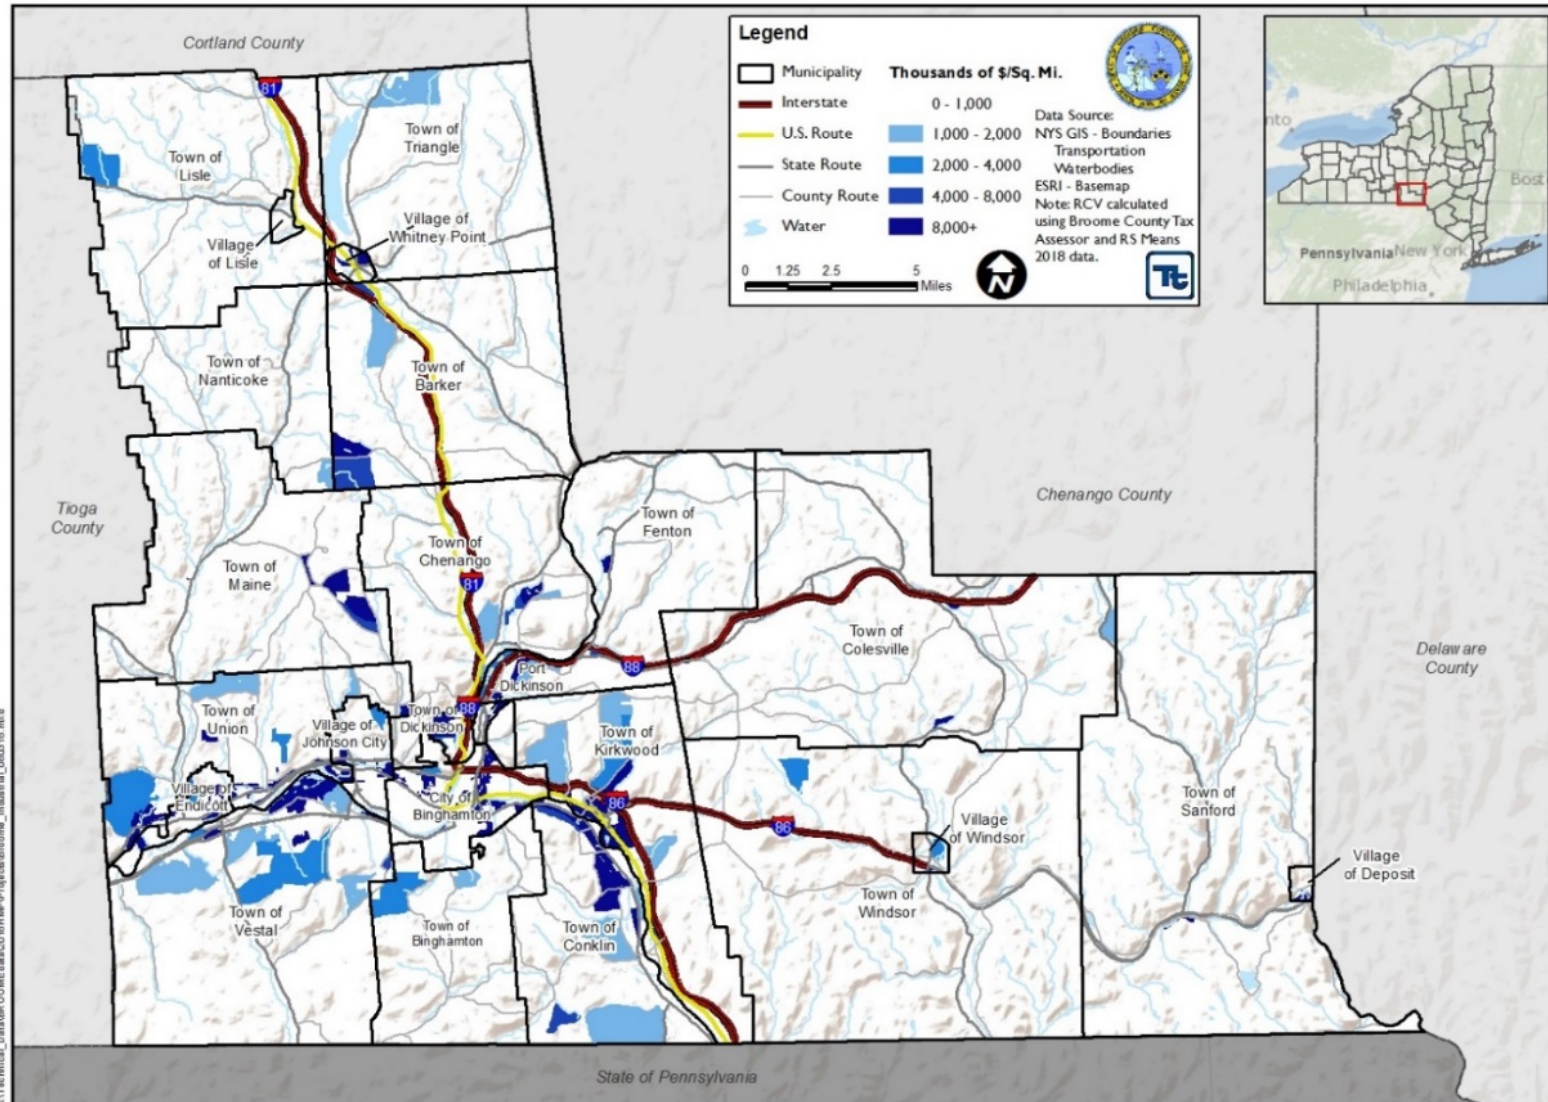 Cortland County
81
Town of
Triangle
Town of
Lisle
Village of
Whitney Point
Village
of Lisle
Legend
Municipality
Interstate
U.S. Route
State Route
County Route
Water
Thousands of $/Sq. Mi.
0 - 1,000
1,000 - 2,000
2,000 - 4,000
4,000 - 8,000
8,000+
Data Source:
NYS GIS - Boundaries
Transportation
Waterbodies
ESRI - Basemap
Note: RCV calculated
using Broome County Tax
Assessor and RS Means
2018 data.
0 1.25 2.5 5
Miles
N
Tt
nto
Bost
Pennsylvania
New York
Philadelphia
Town of
Nanticoke
Town of
Barker
Tioga
County
Chenango County
Town of
Fenton
Town of
Chenango
81
Town of
Maine
Town of
Colesville
Delaware
County
88
Port
Dickinson
88
Town of
Dickinson
Town of
Union
Village of
Johnson City
Town of
Kirkwood
Village of
Endicott
City of
Binghamton
86
86
Town of
Sanford
Village
of Windsor
Village
of Deposit
Town of
Windsor
Town of
Vestal
Town of
Binghamton
Town of
Conklin
State of Pennsylvania